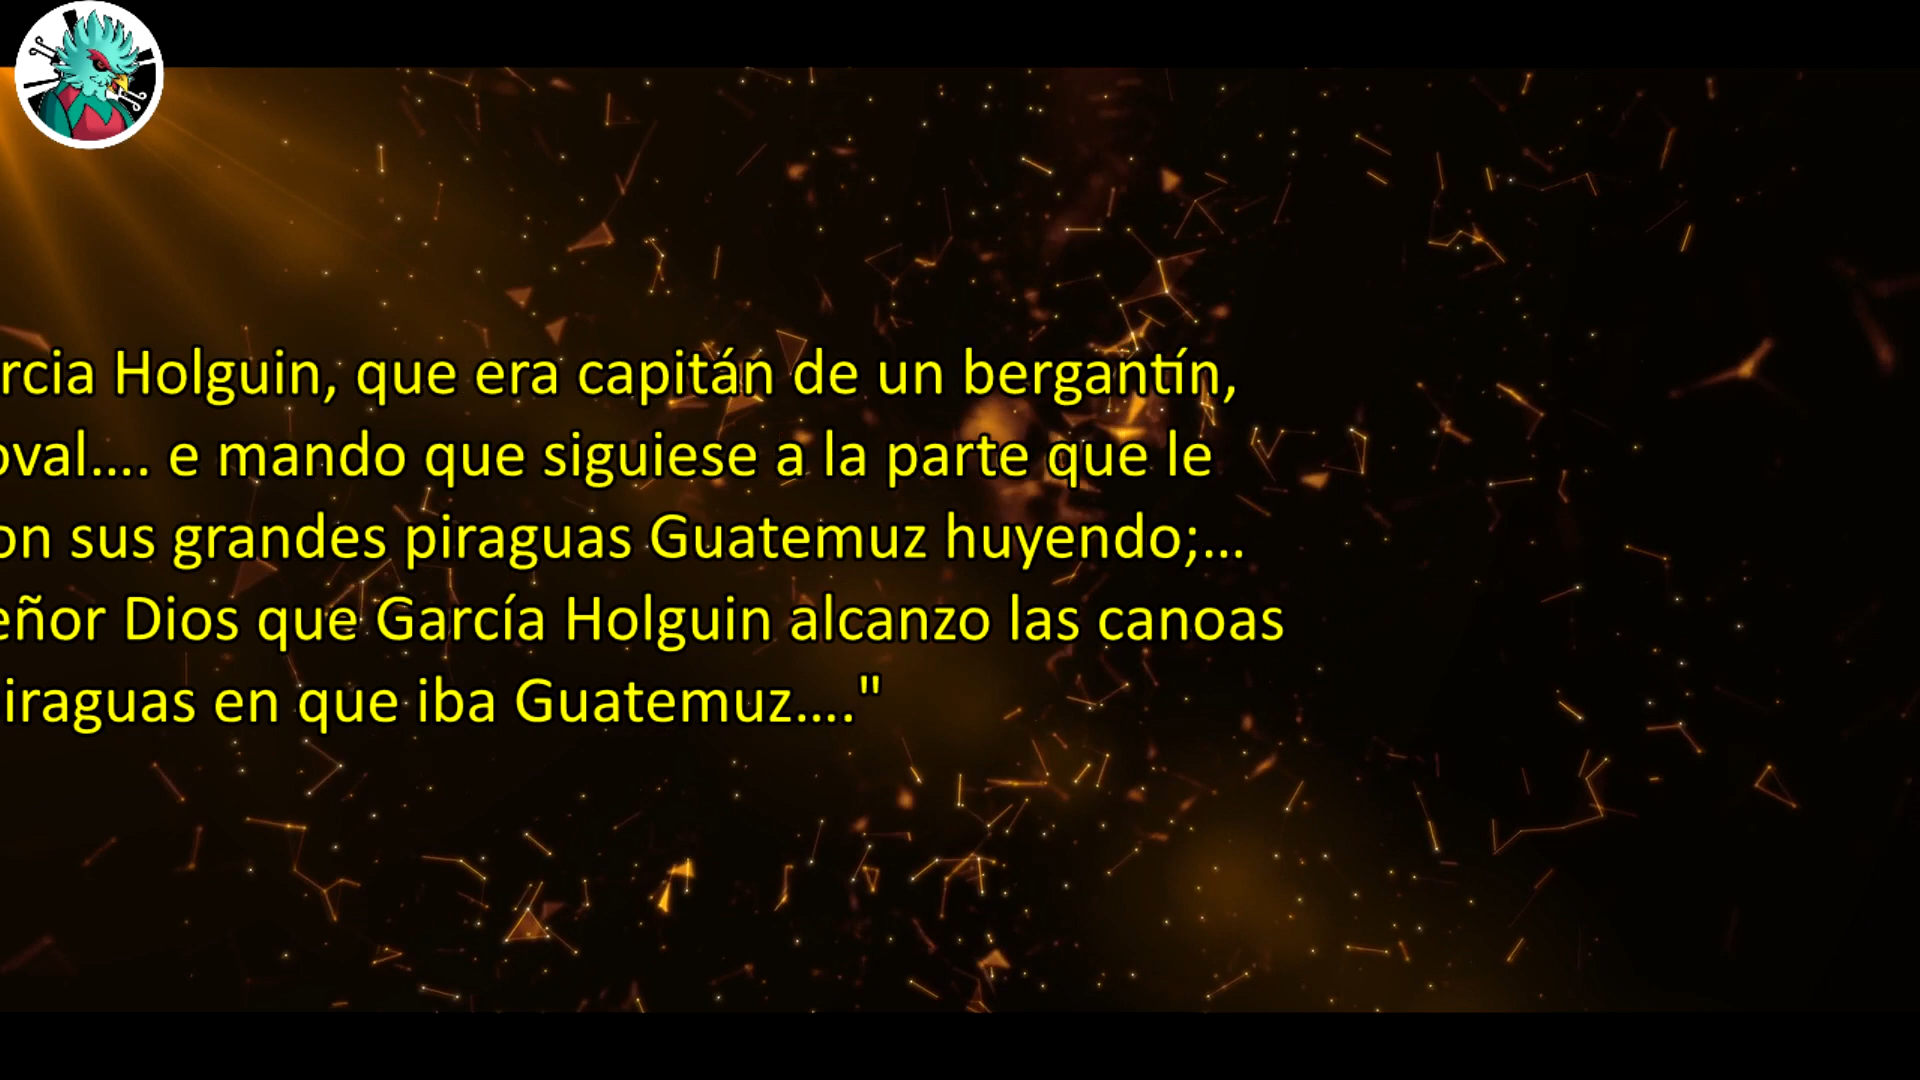 rcia Holguin, que era capitán de un bergantín,
oval.... e mando que siguiese a la parte que le
on sus grandes piraguas Guatemuz huyendo;...
eñor Dios que García Holguin alcanzo las canoas
iraguas en que iba Guatemuz...."